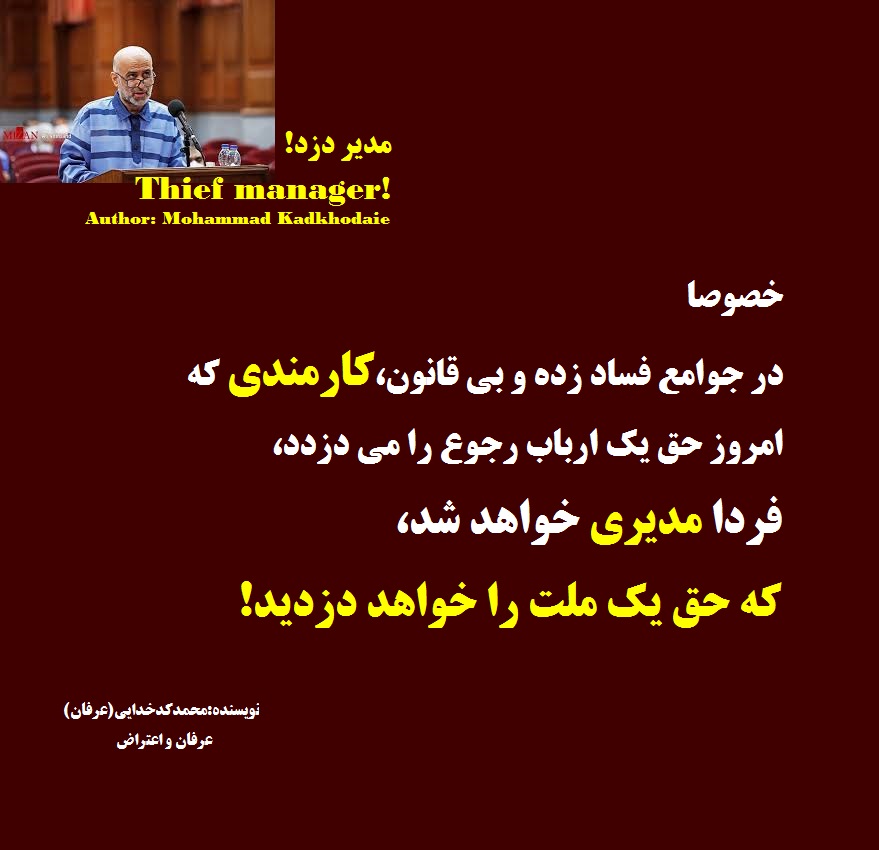 MIZAN
مدیر دزد!
Thief manager!
Author: Mohammad Kadkhodaie
خصوصا
در جوامع فساد زده و بی قانون،کارمندی که
امروز حق یک ارباب رجوع را می دزدد،
فردا مدیری خواهد شد،
که حق یک ملت را خواهد دزدید!
نویسنده:محمدکدخدایی(عرفان)
عرفان و اعتراض